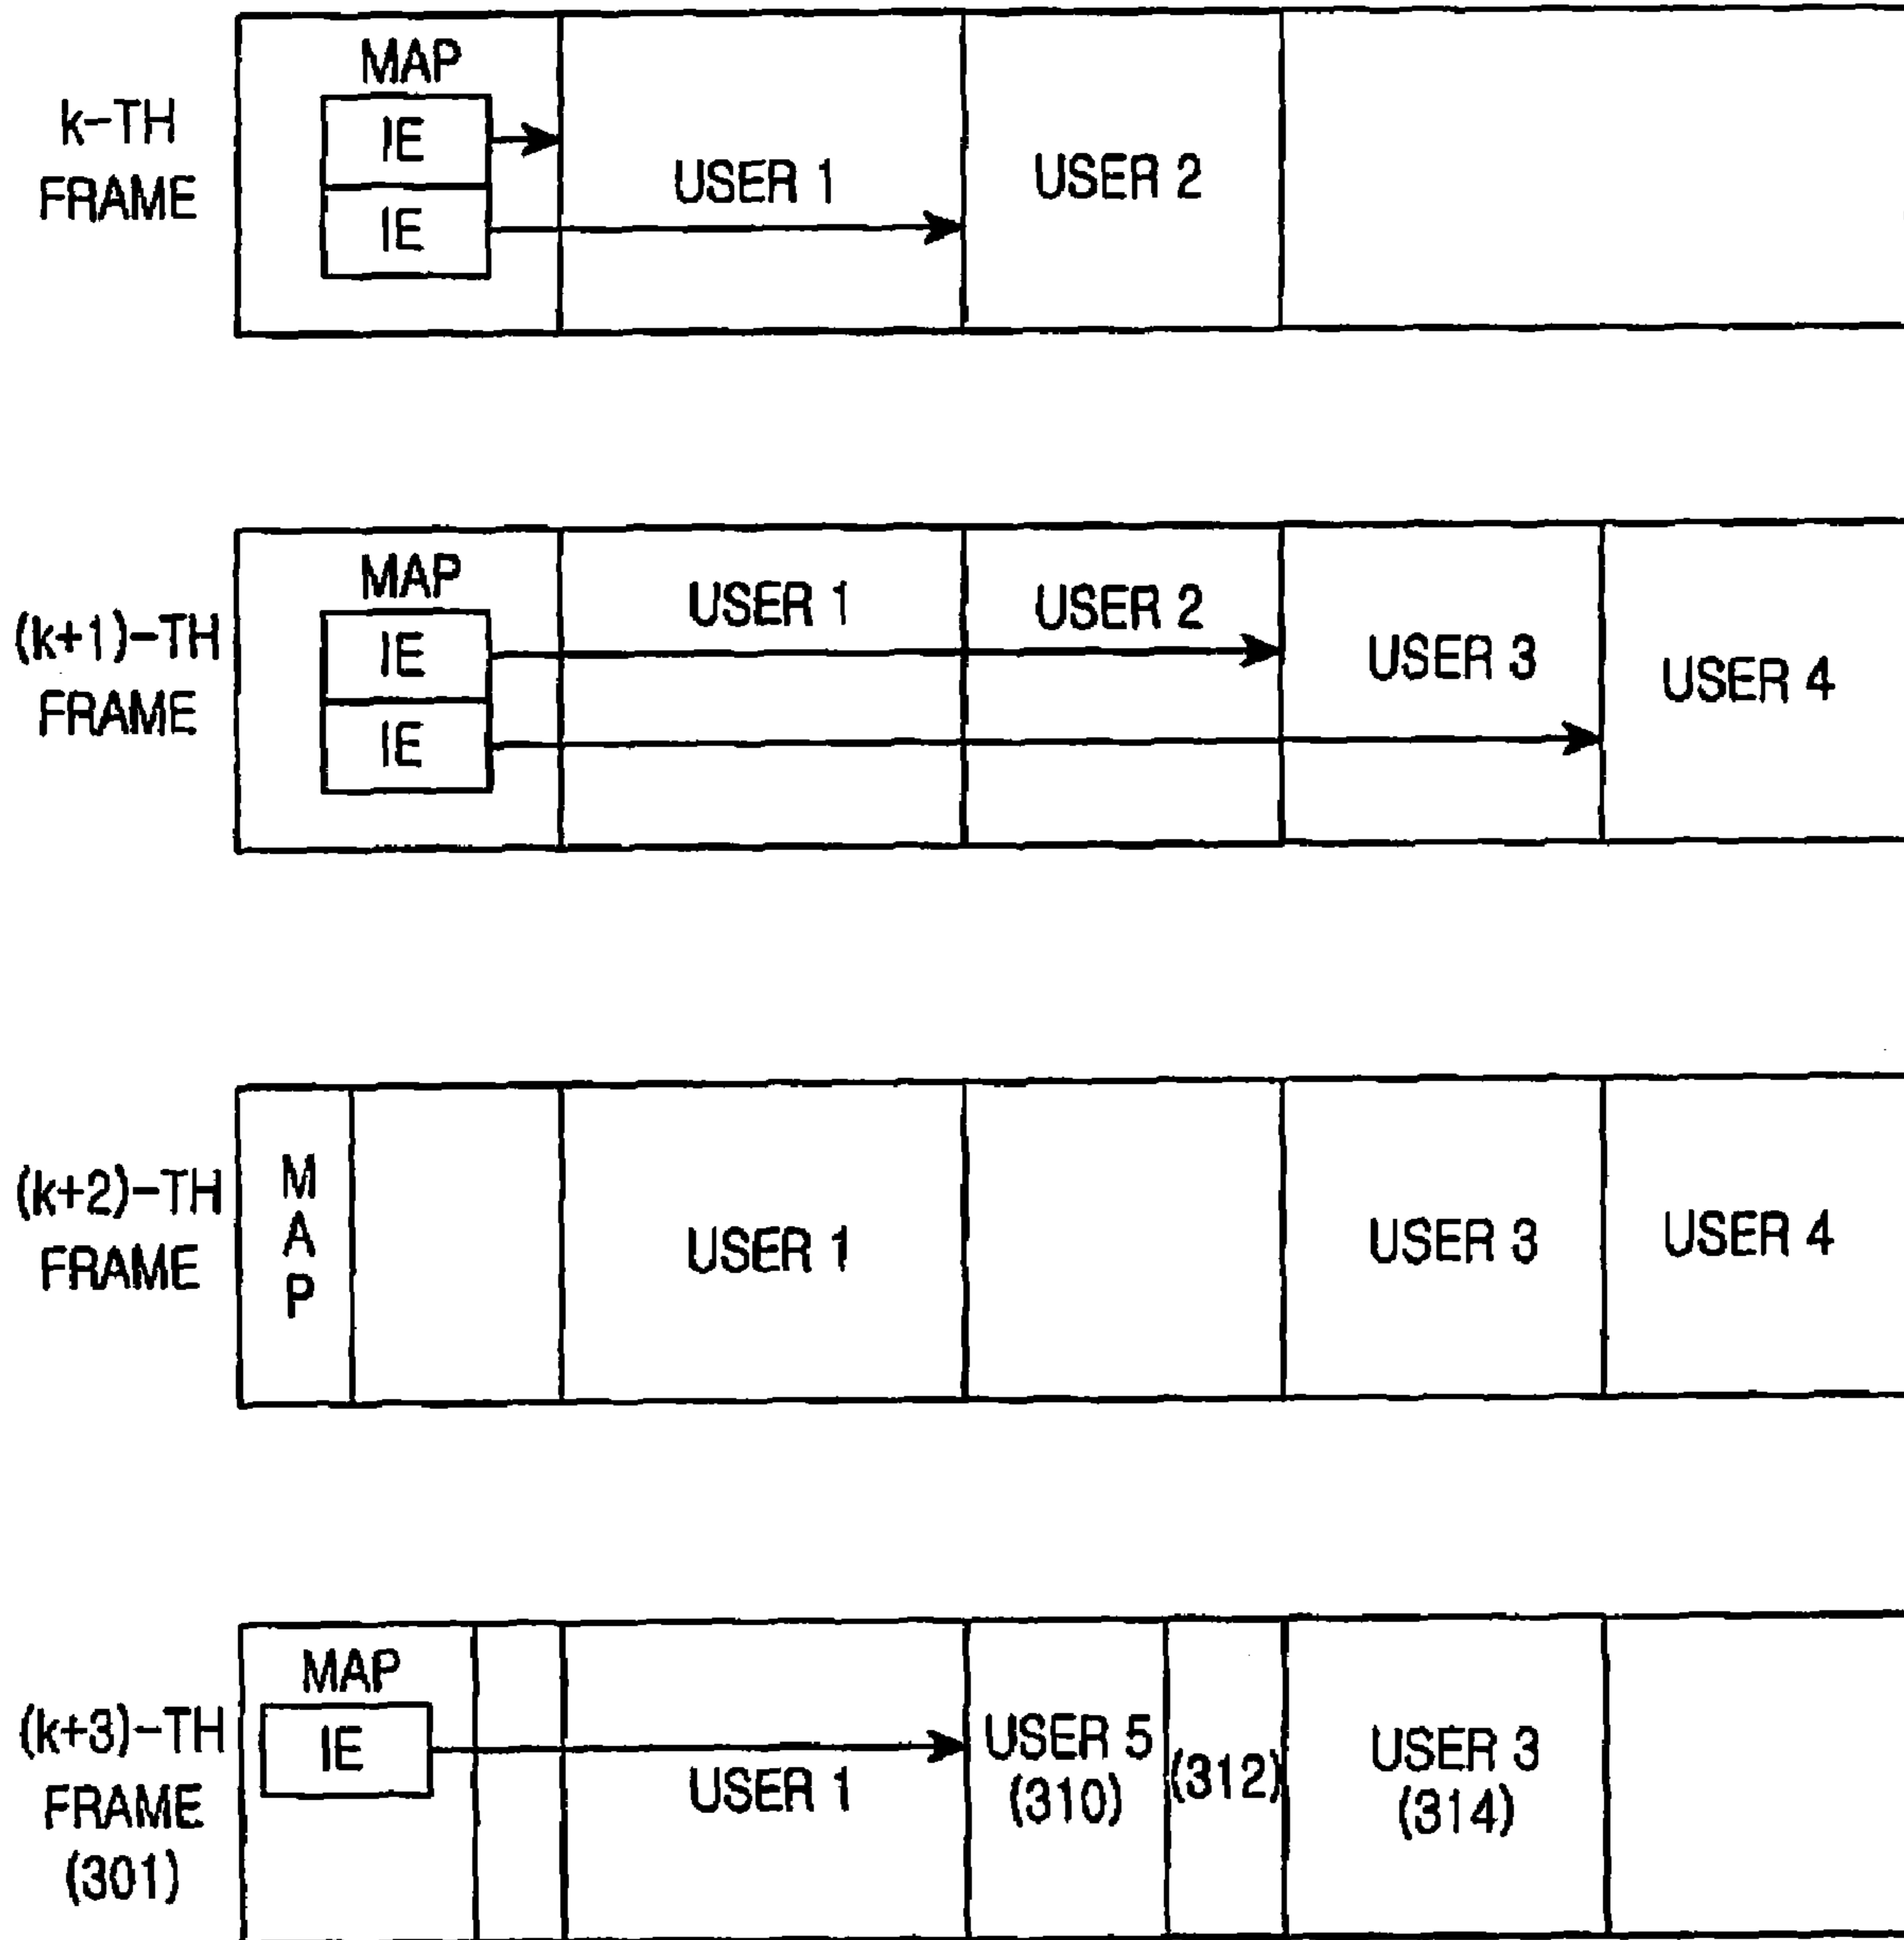 k-TH
FRAME
MAP
IE
IE
USER 1
USER 2
(k+1)-TH
FRAME
MAP
IE
IE
USER 1
USER 2
USER 3
USER 4
(k+2)-TH
FRAME
M
A
P
USER 1
USER 3
USER 4
(k+3)-TH
FRAME
(301)
MAP
IE
USER 1
USER 5
(310)
(312)
USER 3
(314)